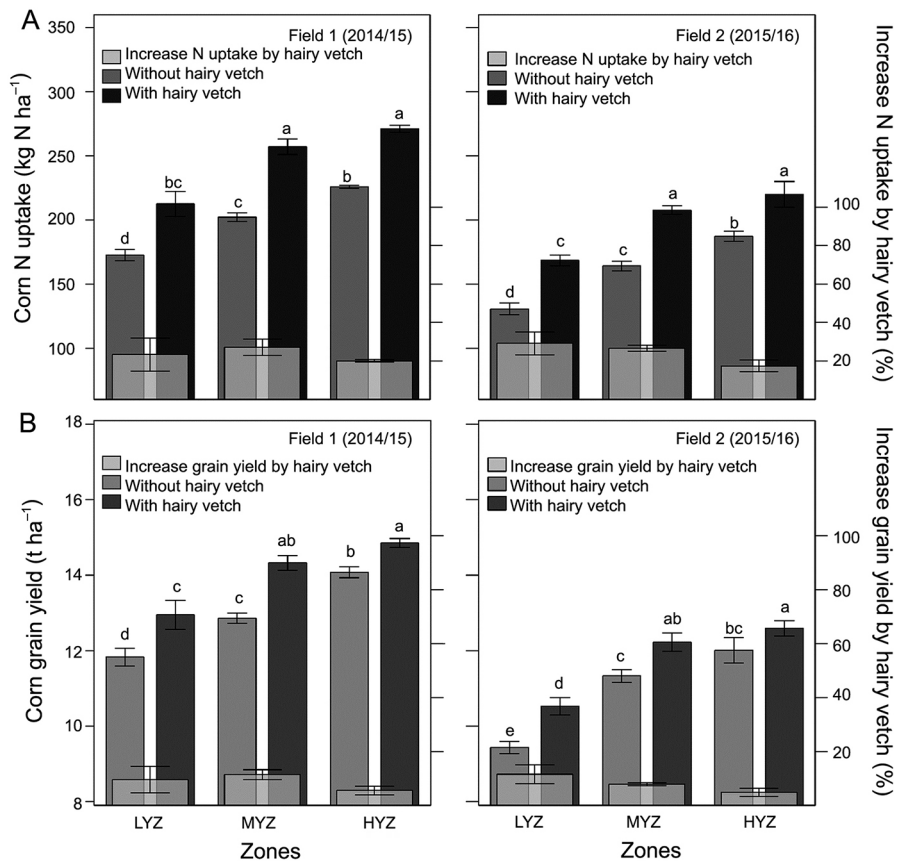 A
Field 1 (2014/15)
Increase N uptake by hairy vetch
Without hairy vetch
With hairy vetch
Corn N uptake (kg N ha⁻¹)
350
300
250
200
150
100
d
bc
c
a
b
a
Field 2 (2015/16)
Increase N uptake by hairy vetch
Without hairy vetch
With hairy vetch
d
c
c
a
b
a
100
80
60
40
20
Increase N uptake by hairy vetch (%)
B
Field 1 (2014/15)
Increase grain yield by hairy vetch
Without hairy vetch
With hairy vetch
Corn grain yield (t ha⁻¹)
18
16
14
12
10
8
d
c
c
ab
b
a
LYZ
MYZ
HYZ
Zones
Field 2 (2015/16)
Increase grain yield by hairy vetch
Without hairy vetch
With hairy vetch
e
d
c
ab
bc
a
100
80
60
40
20
Increase grain yield by hairy vetch (%)
LYZ
MYZ
HYZ
Zones